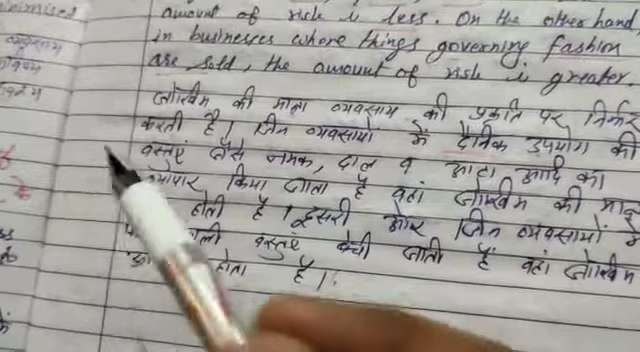 amount of risk is less. On the other hand,
in businesses where things governing fashion
are sold, the amount of risk is greater.
जोखिम की मात्रा व्यवसाय की प्रकृति पर निर्भर
करती है। जिन व्यवसायों में दैनिक उपयोग की
वस्तुएं जैसे नमक, दाल व आटा आदि का
व्यापार किया जाता है वहां जोखिम की मात्रा
होती है। दूसरी ओर जिन व्यवसायों में
वाली वस्तुएं बेची जाती हैं वहां जोखिम
होता है।